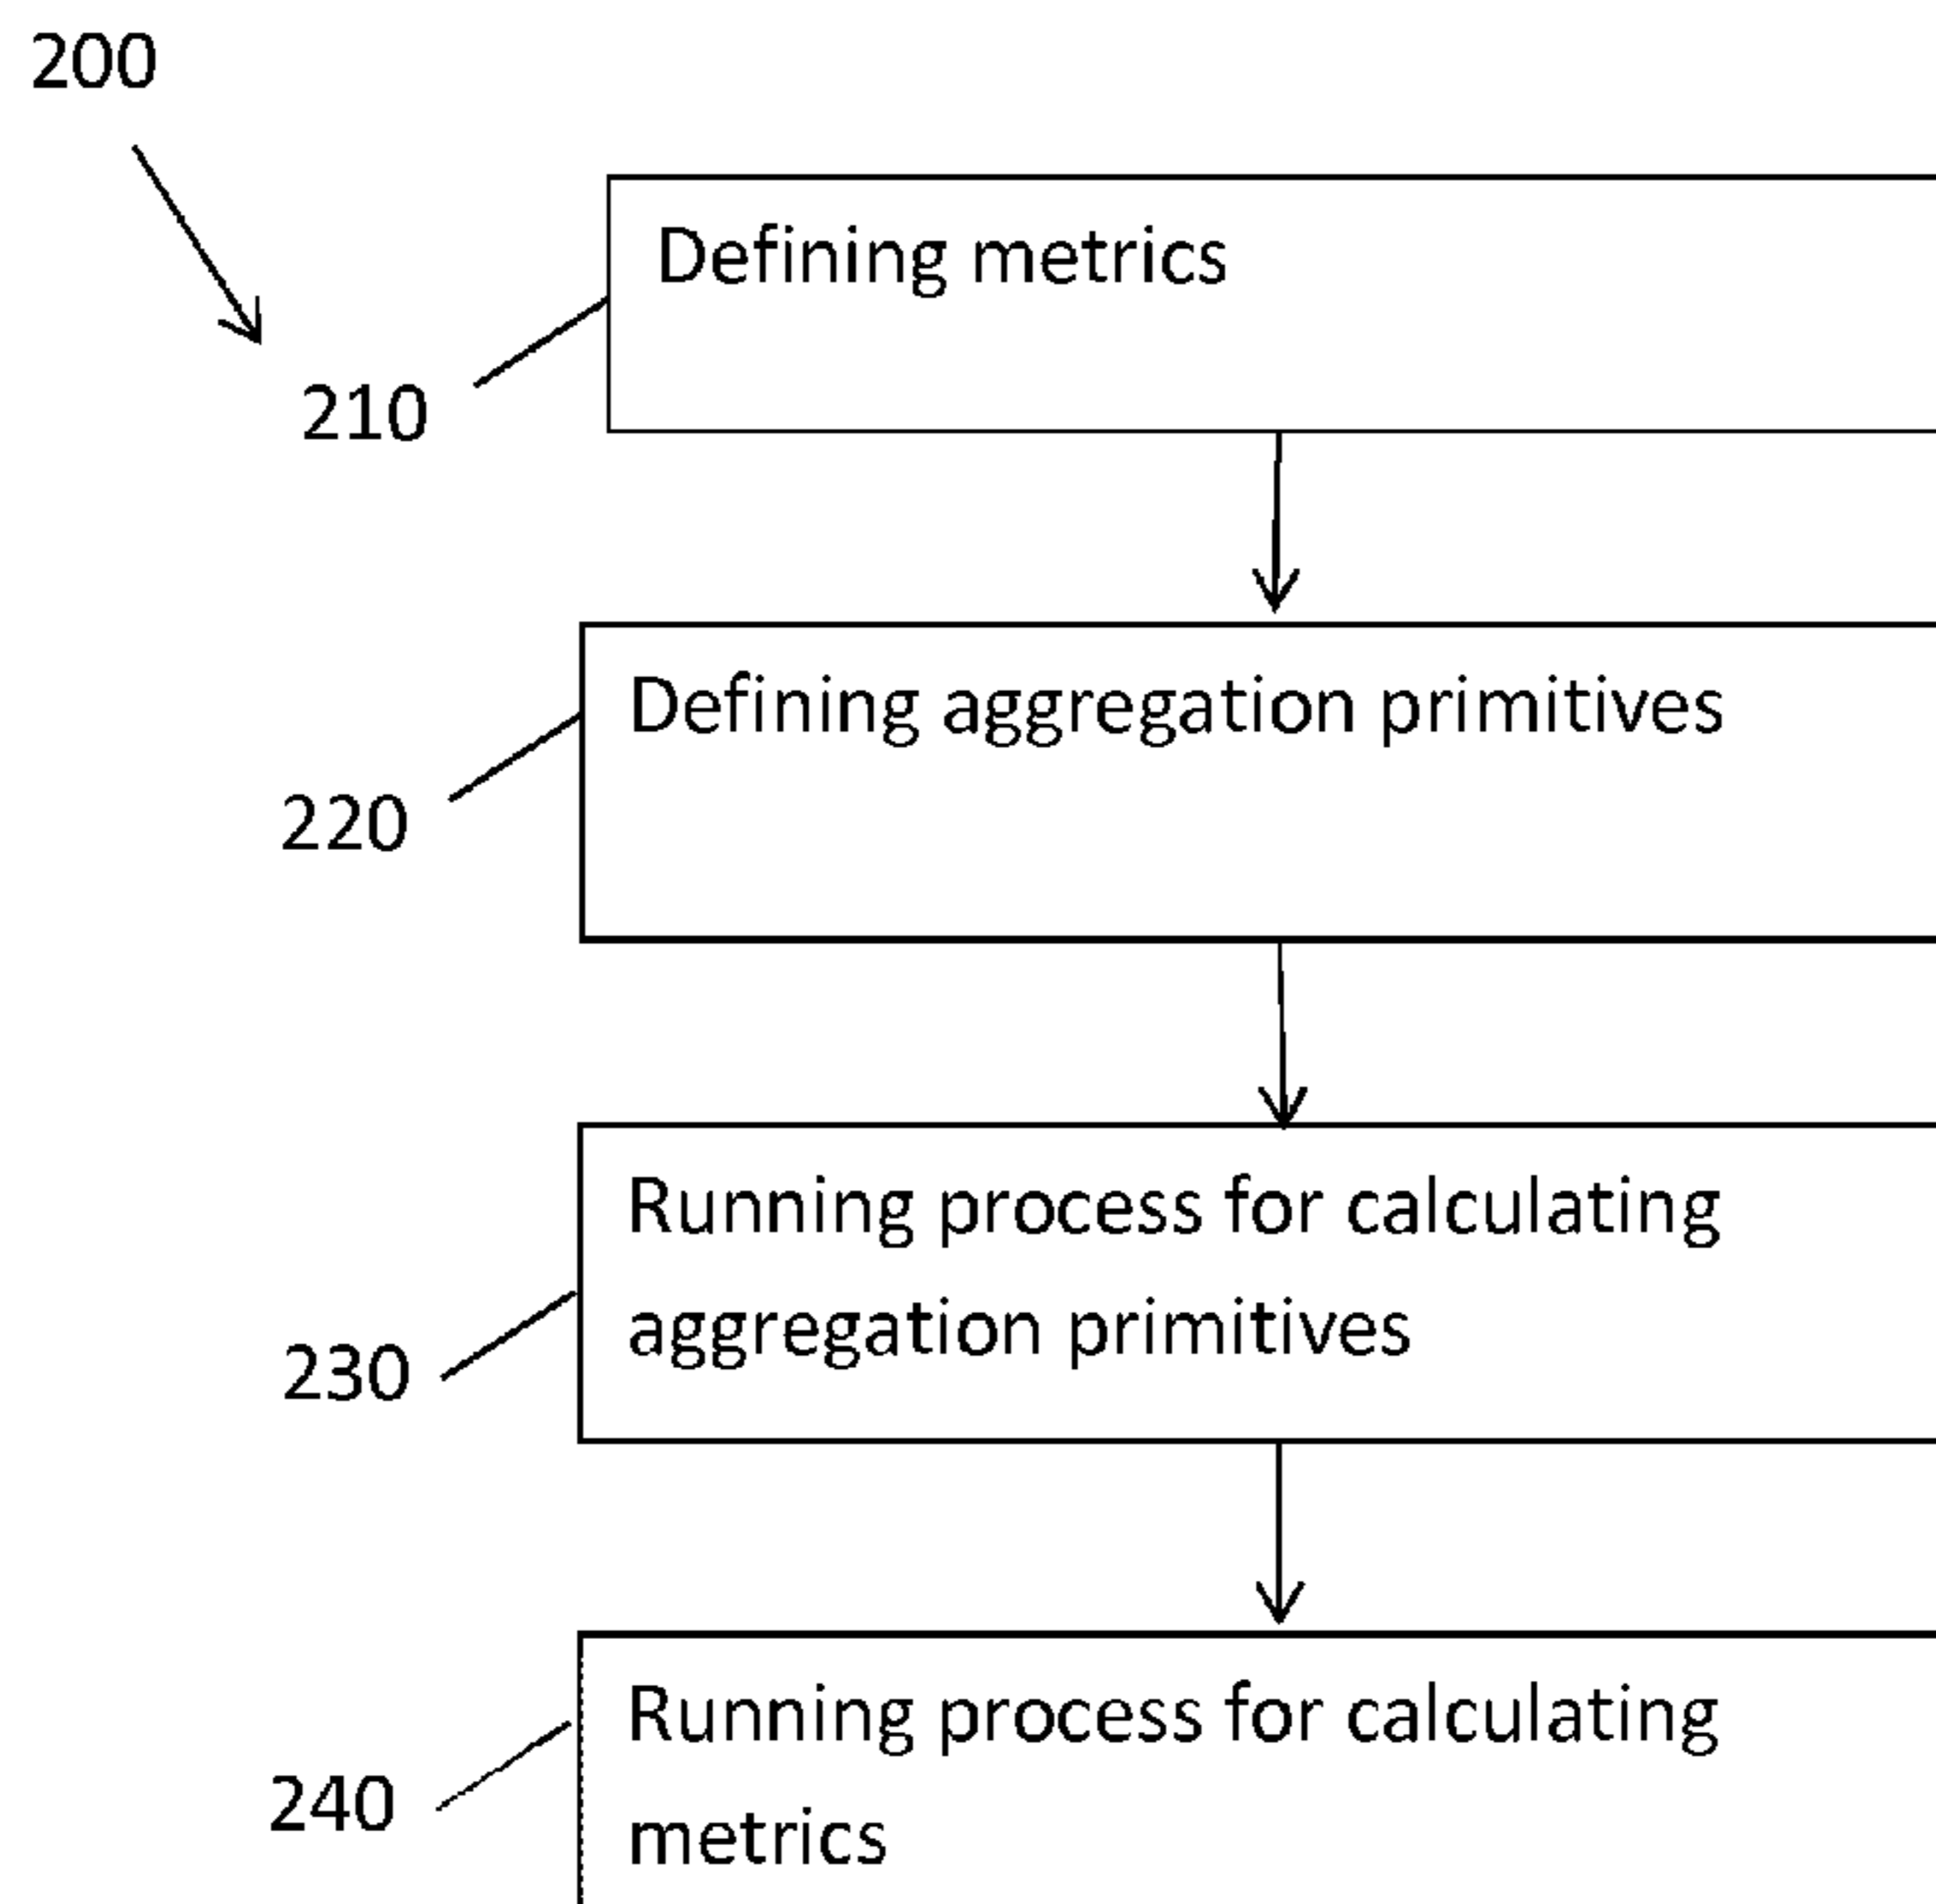 200
Defining metrics
210
Defining aggregation primitives
220
Running process for calculating
aggregation primitives
230
Running process for calculating
metrics
240